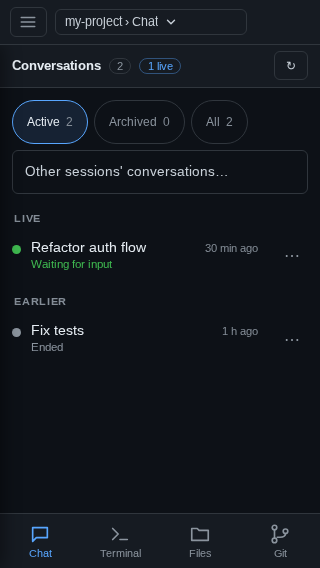 my-project › Chat
Conversations 2 1 live ↻
Active 2 Archived 0 All 2
Other sessions' conversations…
LIVE
Refactor auth flow 30 min ago …
Waiting for input
EARLIER
Fix tests 1 h ago …
Ended
Chat Terminal Files Git